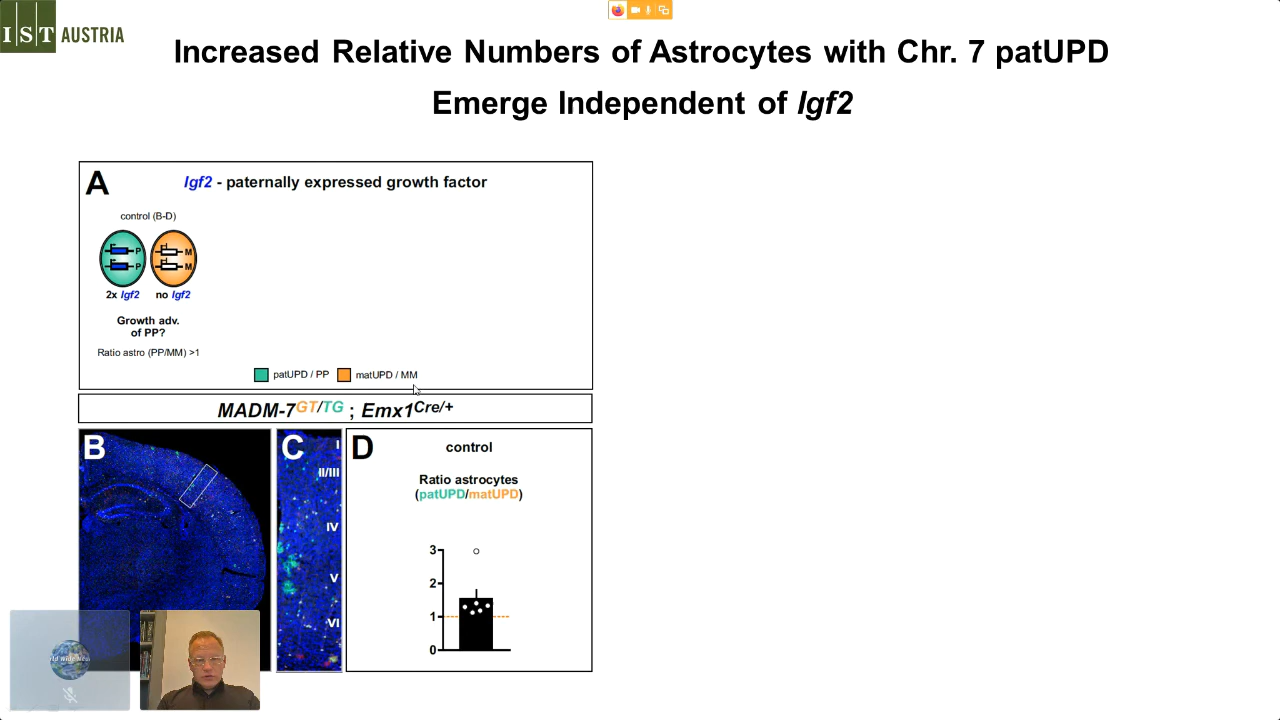 IST AUSTRIA
Increased Relative Numbers of Astrocytes with Chr. 7 patUPD
Emerge Independent of Igf2
A
Igf2 - paternally expressed growth factor
control (B-D)
P M
P M
2x Igf2 no Igf2
Growth adv.
of PP?
Ratio astro (PP/MM) >1
patUPD / PP matUPD / MM
MADM-7GT/TG ; Emx1Cre/+
B
C
I
II/III
IV
V
VI
D
control
Ratio astrocytes
(patUPD/matUPD)
3
2
1
0